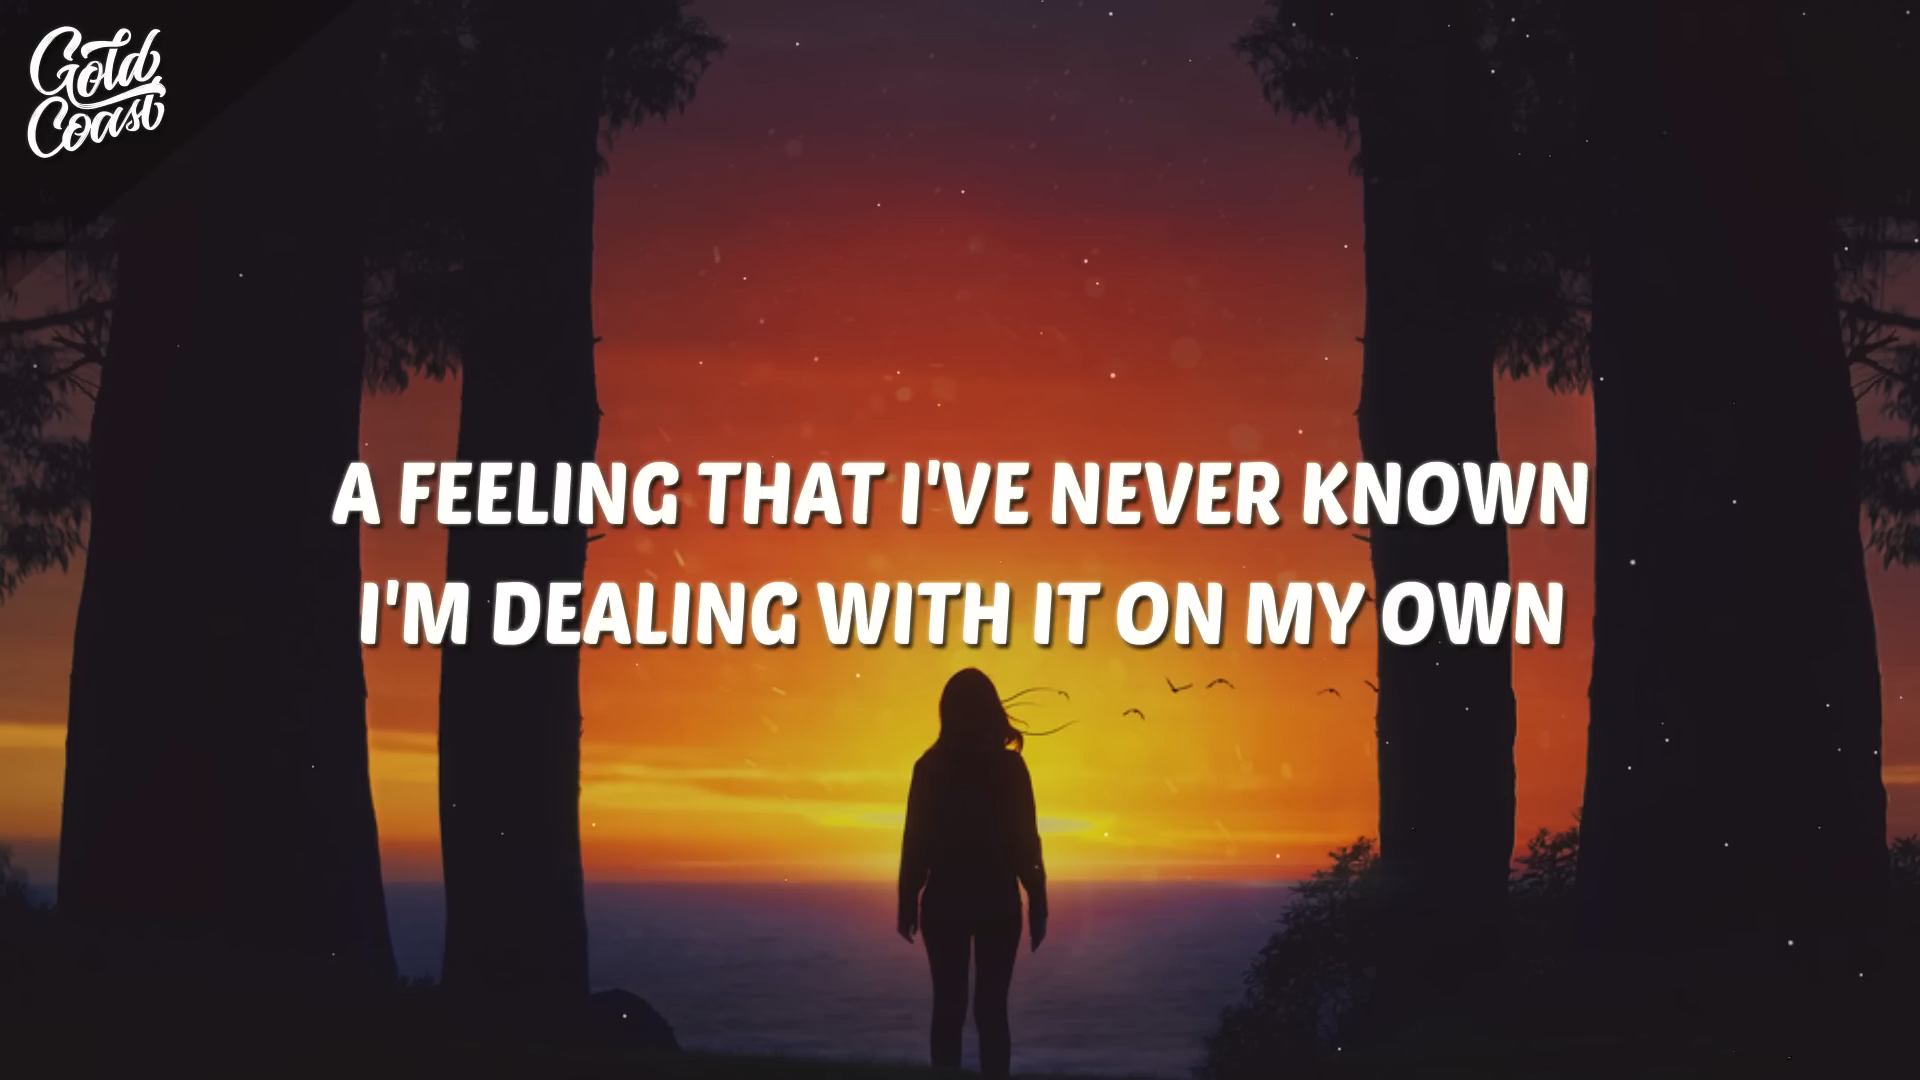 Gold
Coast
A FEELING THAT I'VE NEVER KNOWN
I'M DEALING WITH IT ON MY OWN